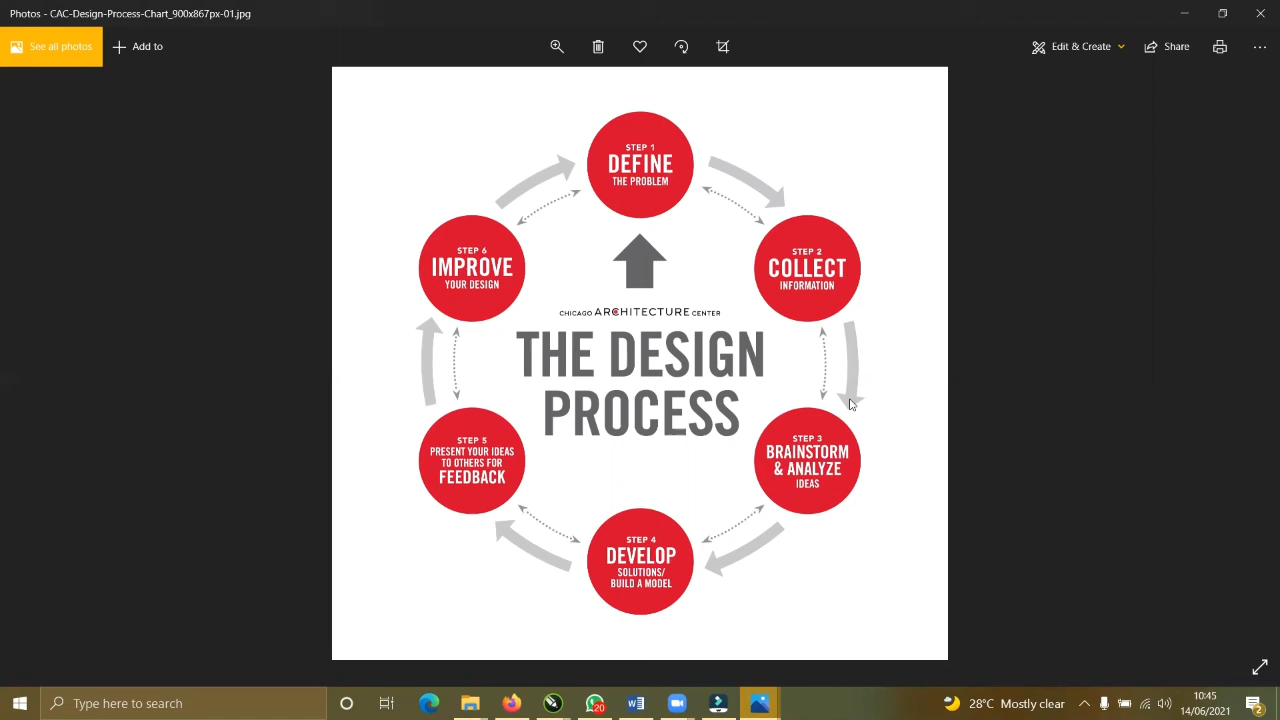 Photos - CAC-Design-Process-Chart_900x867px-01.jpg
See all photos
Add to
Edit & Create
Share
STEP 1
DEFINE
THE PROBLEM
STEP 2
COLLECT
INFORMATION
STEP 3
BRAINSTORM
& ANALYZE
IDEAS
STEP 4
DEVELOP
SOLUTIONS/
BUILD A MODEL
STEP 5
PRESENT YOUR IDEAS
TO OTHERS FOR
FEEDBACK
STEP 6
IMPROVE
YOUR DESIGN
CHICAGO ARCHITECTURE CENTER
THE DESIGN
PROCESS
Type here to search
20
28°C Mostly clear
10:45
14/06/2021
2